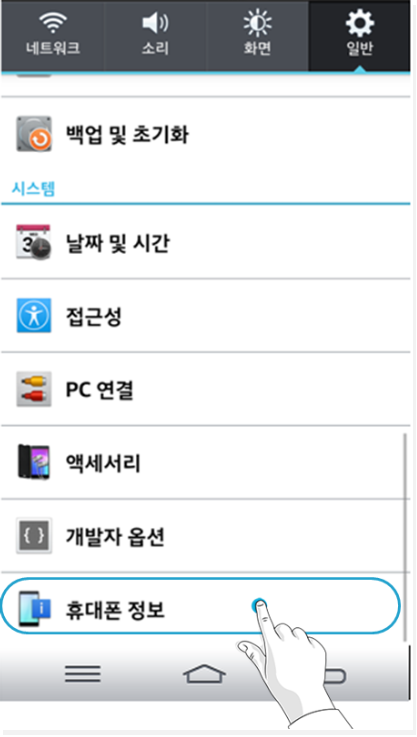 네트워크 소리 화면 일반
백업 및 초기화
시스템
날짜 및 시간
접근성
PC 연결
액세서리
개발자 옵션
휴대폰 정보